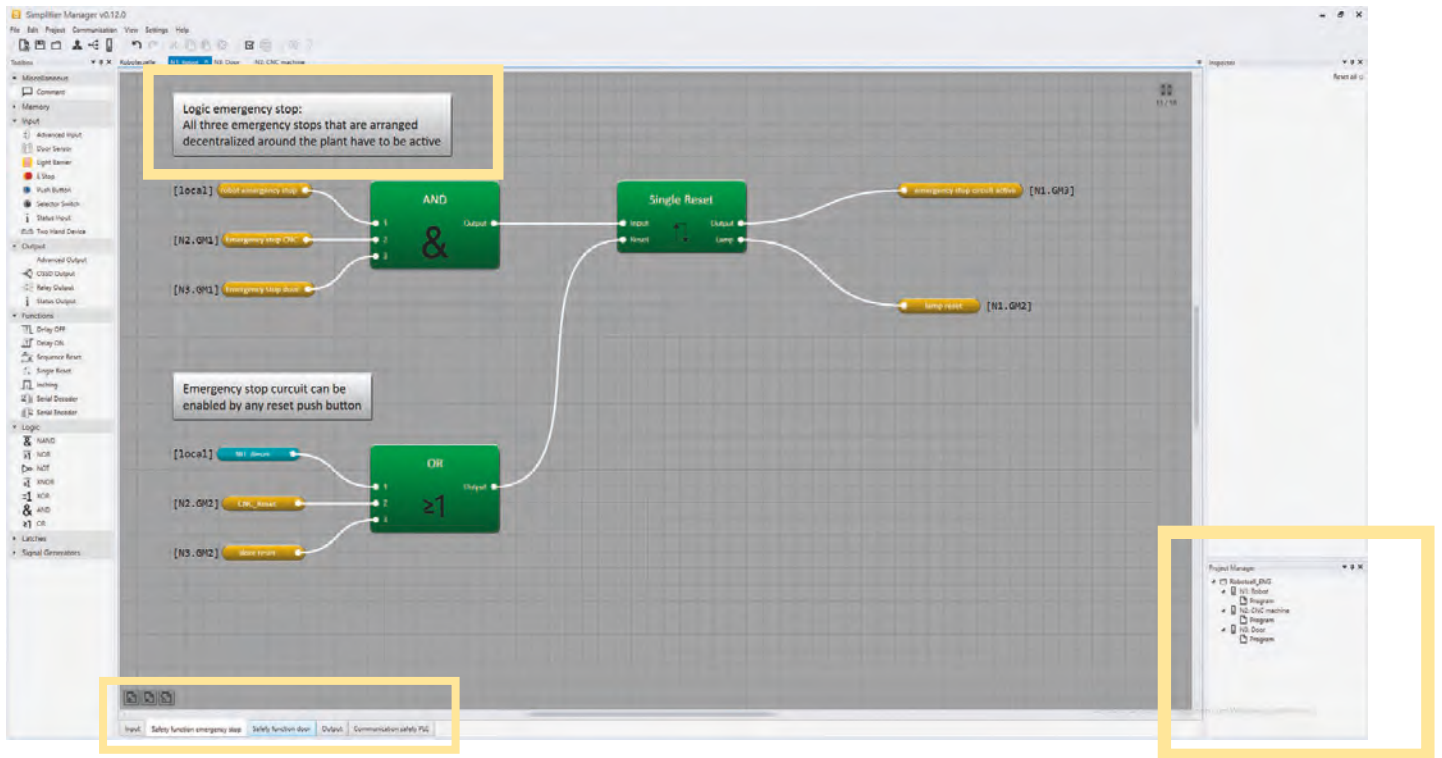 Simplifier Manager v0.12.0
File Edit Project Communication View Settings Help
Toolbox
Robotcuelle N1: Robot N3: Door N2: CNC machine
Inspector
Reset all
Miscellaneous
Comment
Memory
Input
Advanced Input
Door Sensor
Light Barrier
E Stop
Push Button
Selector Switch
Status Input
Two Hand Device
Output
Advanced Output
OSSD Output
Relay Output
Status Output
Functions
Delay OFF
Delay ON
Sequence Reset
Single Reset
Inching
Serial Decoder
Serial Encoder
Logic
NAND
NOR
NOT
XNOR
XOR
AND
OR
Latches
Signal Generators
Logic emergency stop:
All three emergency stops that are arranged
decentralized around the plant have to be active
[local] robot emergency stop
[N2.GM1] Emergency stop CNC
[N3.GM1] Emergency stop door
AND
1
2
3
&
Output
Single Reset
Input
Reset
Output
Lamp
emergency stop circuit active [N1.GM3]
lamp reset [N1.GM2]
Emergency stop curcuit can be
enabled by any reset push button
[local]
[N2.GM2] CNC_Reset
[N3.GM2] door reset
OR
1
2
3
≥1
Output
Project Manager
Robotcell_ENG
N1: Robot
Program
N2: CNC machine
Program
N3: Door
Program
Input Safety function emergency stop Safety function door Output Communication safety PLC